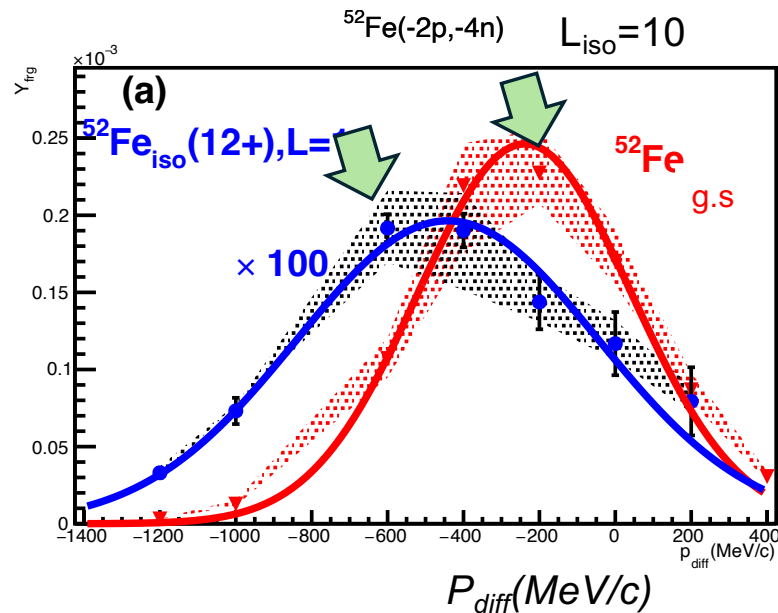 ⁵²Fe(-2p,-4n) L_iso=10
×10⁻³
Y_frg
(a)
⁵²Fe_iso(12+),L=
⁵²Fe g.s
× 100
0.25
0.2
0.15
0.1
0.05
0
−1400 −1200 −1000 −800 −600 −400 −200 0 200 400
p_diff(MeV/c)
P_diff(MeV/c)